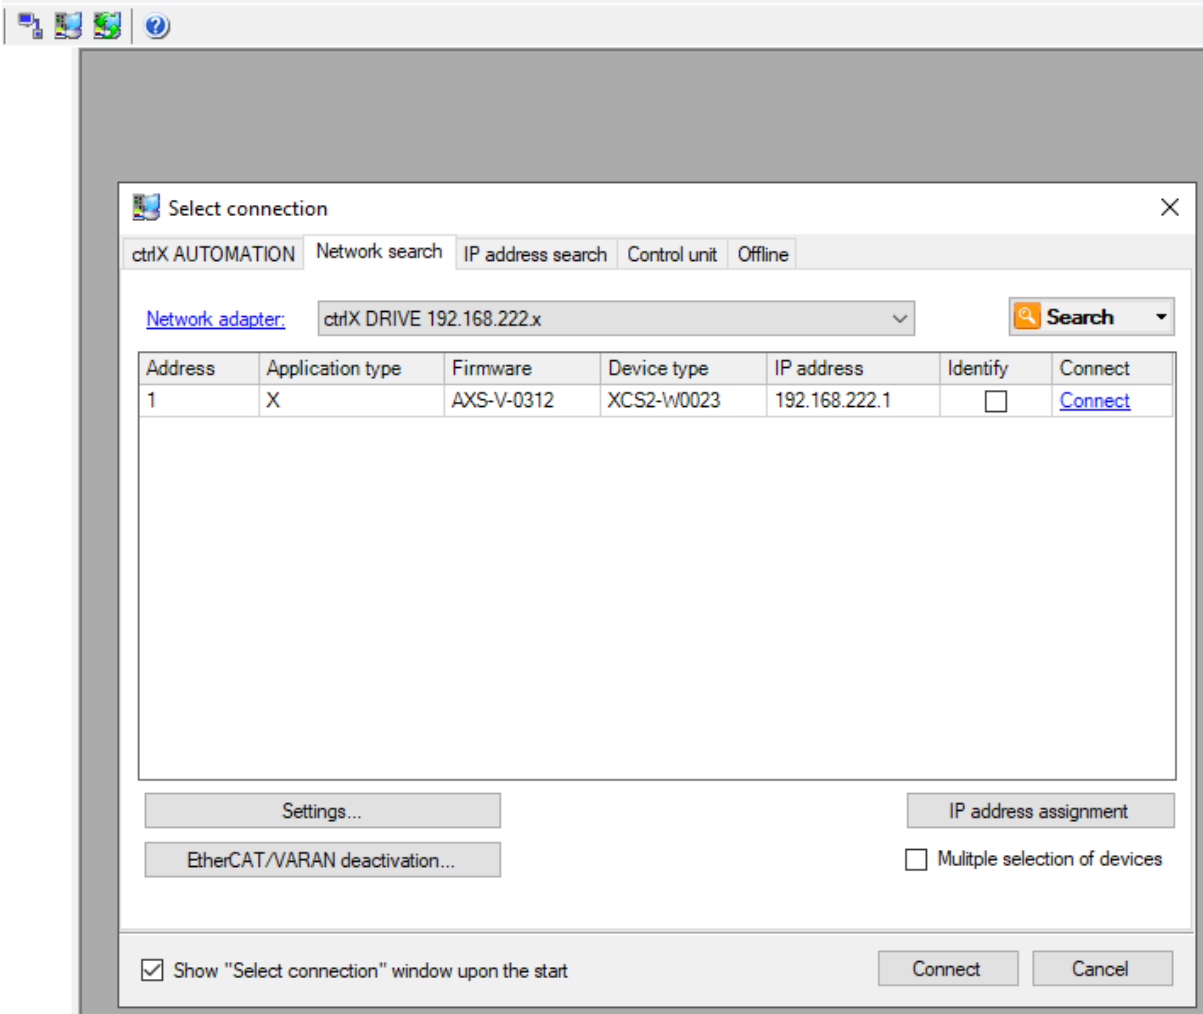 Select connection
ctrlX AUTOMATION Network search IP address search Control unit Offline
Network adapter: ctrlX DRIVE 192.168.222.x Search
Address Application type Firmware Device type IP address Identify Connect
1 X AXS-V-0312 XCS2-W0023 192.168.222.1 Connect
Settings... IP address assignment
EtherCAT/VARAN deactivation... Mulitple selection of devices
Show "Select connection" window upon the start Connect Cancel